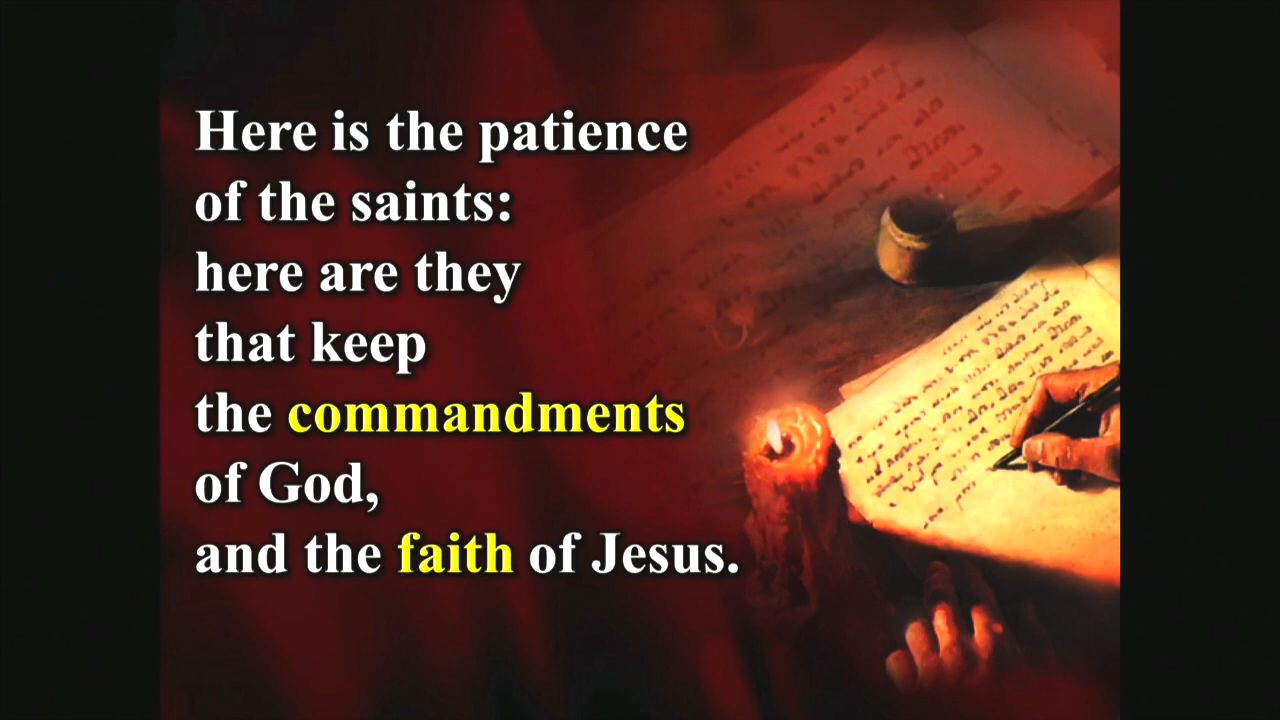 Here is the patience
of the saints:
here are they
that keep
the commandments
of God,
and the faith of Jesus.